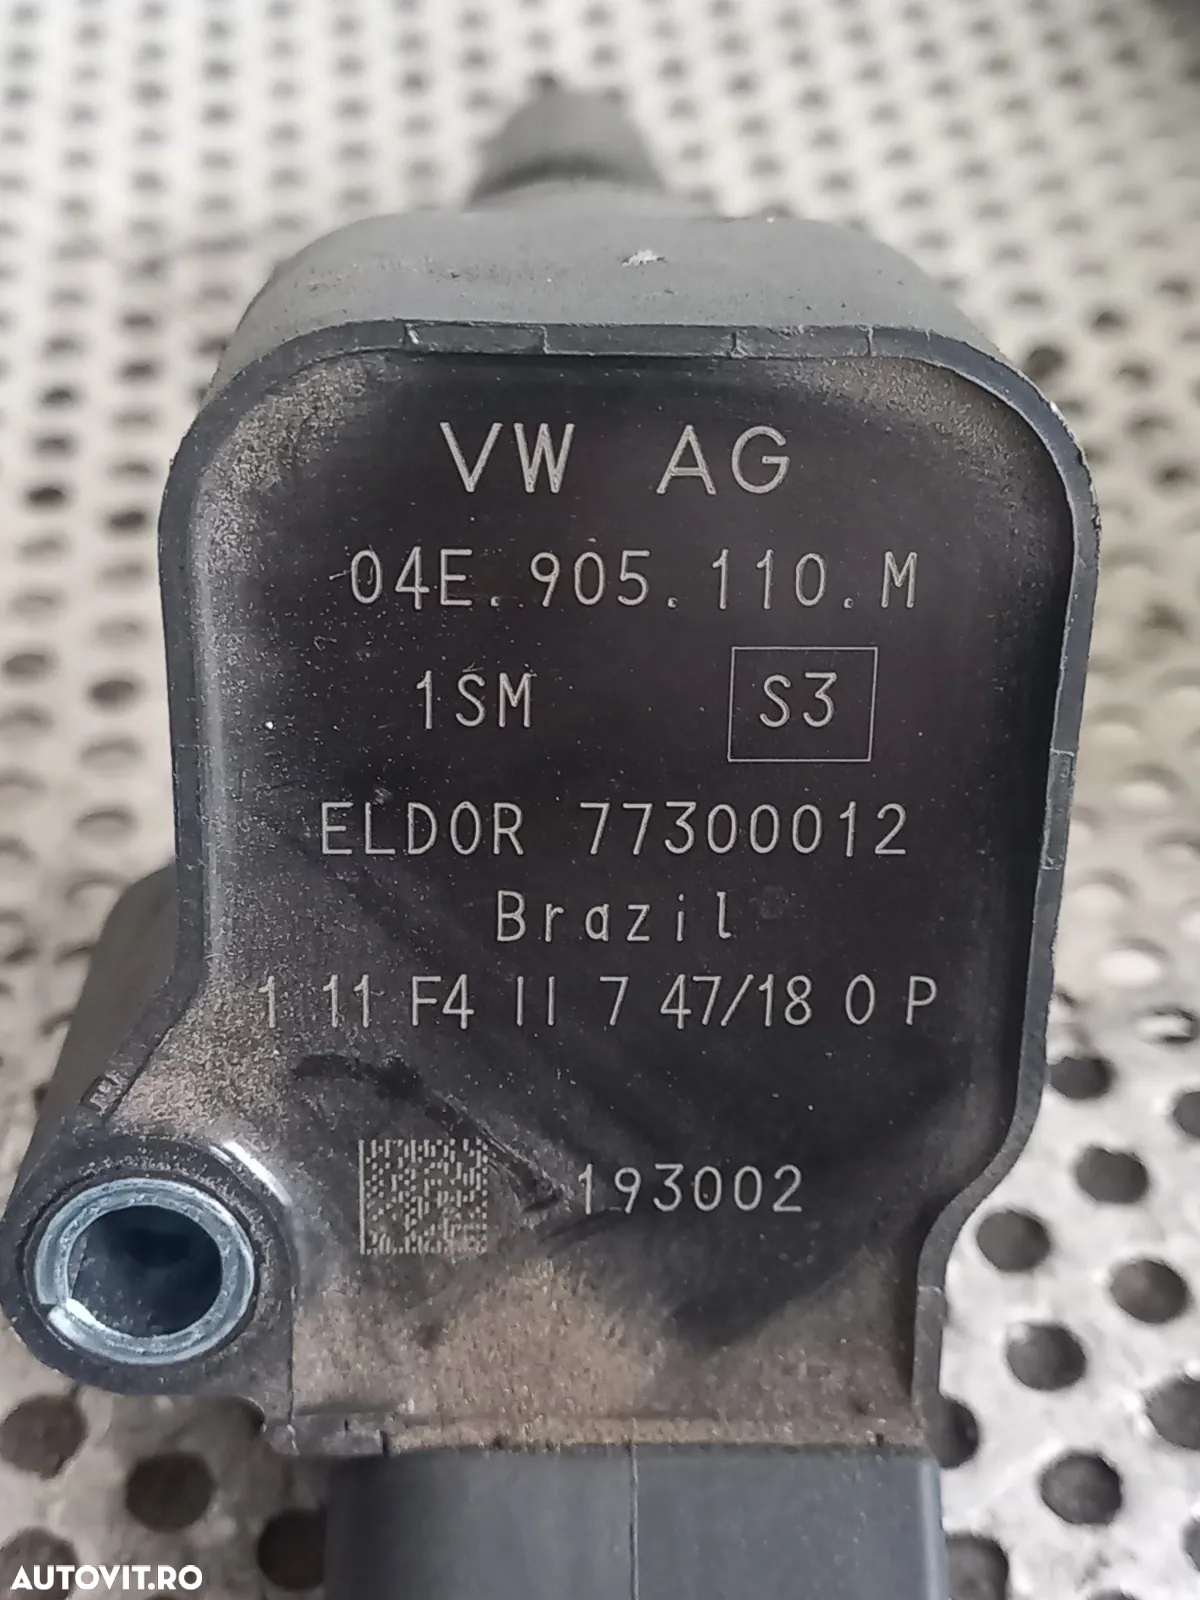 VW AG
04E.905.110.M
1SM S3
ELDOR 77300012
Brazil
1 11 F4 II 7 47/18 0 P
193002
AUTOVIT.RO